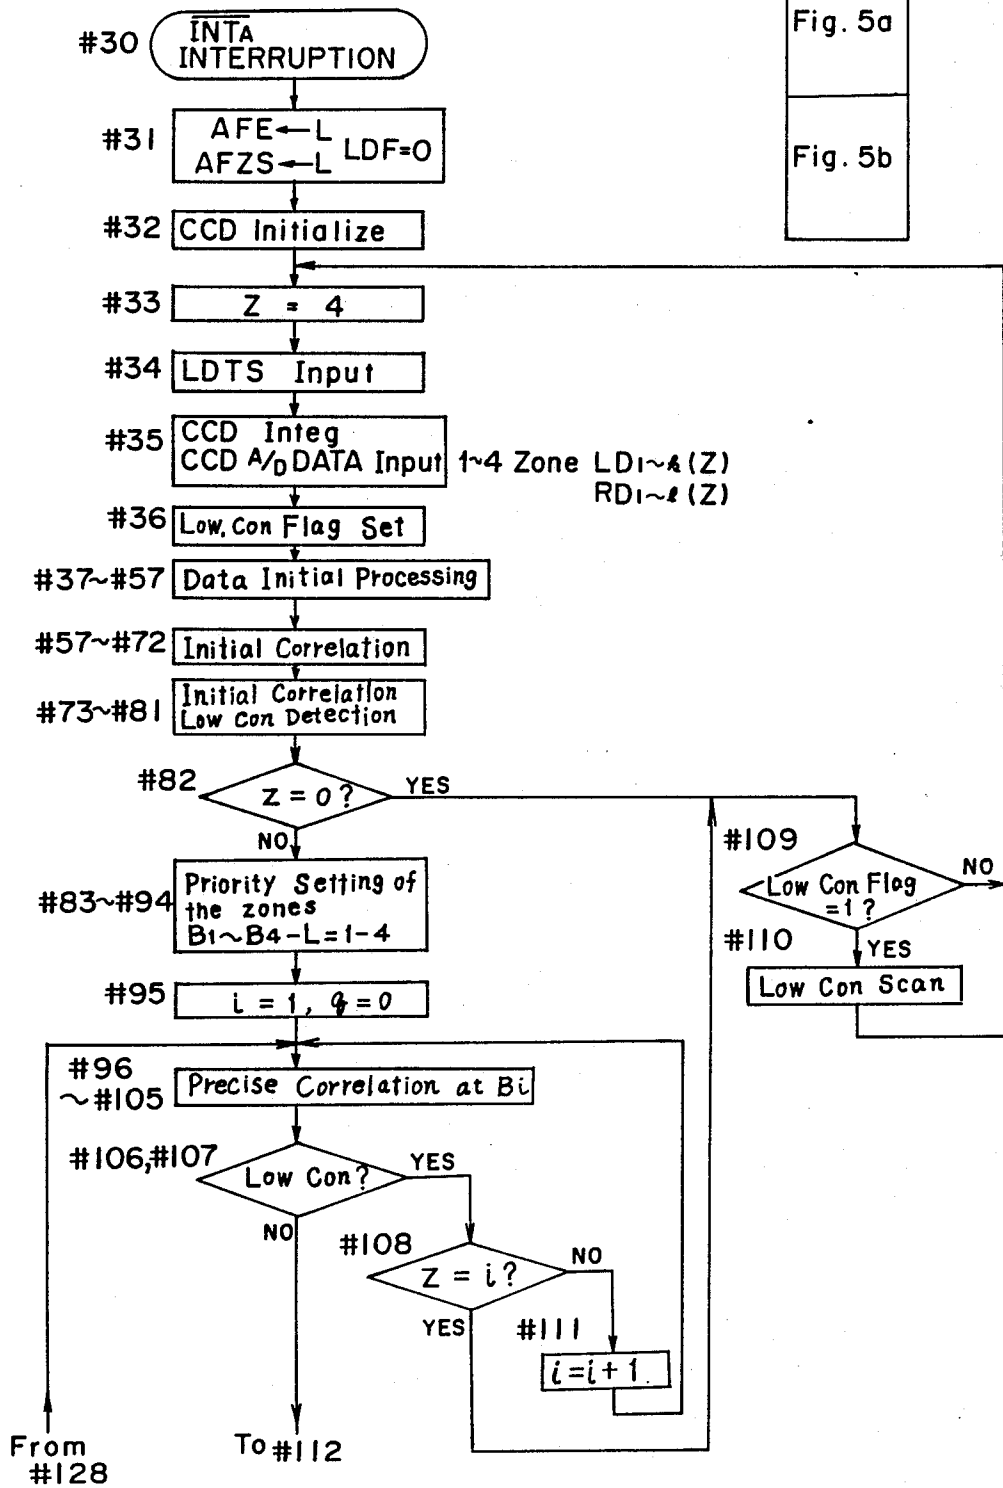 Fig. 5a
Fig. 5b
#30
INTA
INTERRUPTION
#31
AFE←L
AFZS←L
LDF=0
#32
CCD Initialize
#33
Z = 4
#34
LDTS Input
#35
CCD Integ
CCD A/D DATA Input
1~4 Zone LD1~k(Z)
RD1~l(Z)
#36
Low.Con Flag Set
#37~#57
Data Initial Processing
#57~#72
Initial Correlation
#73~#81
Initial Correlation
Low Con Detection
#82
Z = 0?
YES
NO
#83~#94
Priority Setting of
the zones
B1~B4-L=1-4
#109
Low Con Flag
=1?
NO
YES
#110
Low Con Scan
#95
i = 1, q = 0
#96
~#105
Precise Correlation at Bi
#106,#107
Low Con?
YES
NO
#108
Z = i?
NO
YES
#111
i=i+1.
From
#128
To #112